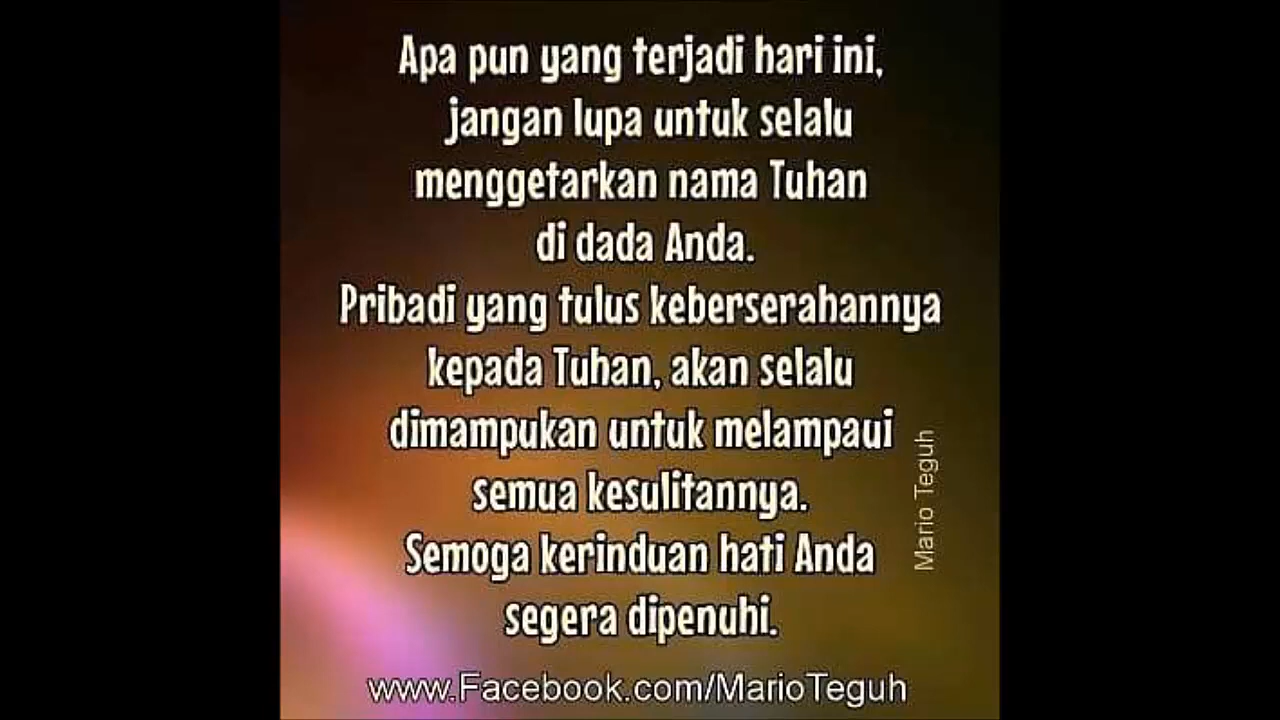 Apa pun yang terjadi hari ini,
jangan lupa untuk selalu
menggetarkan nama Tuhan
di dada Anda.
Pribadi yang tulus keberserahannya
kepada Tuhan, akan selalu
dimampukan untuk melampaui
semua kesulitannya.
Semoga kerinduan hati Anda
segera dipenuhi.
Mario Teguh
www.Facebook.com/MarioTeguh